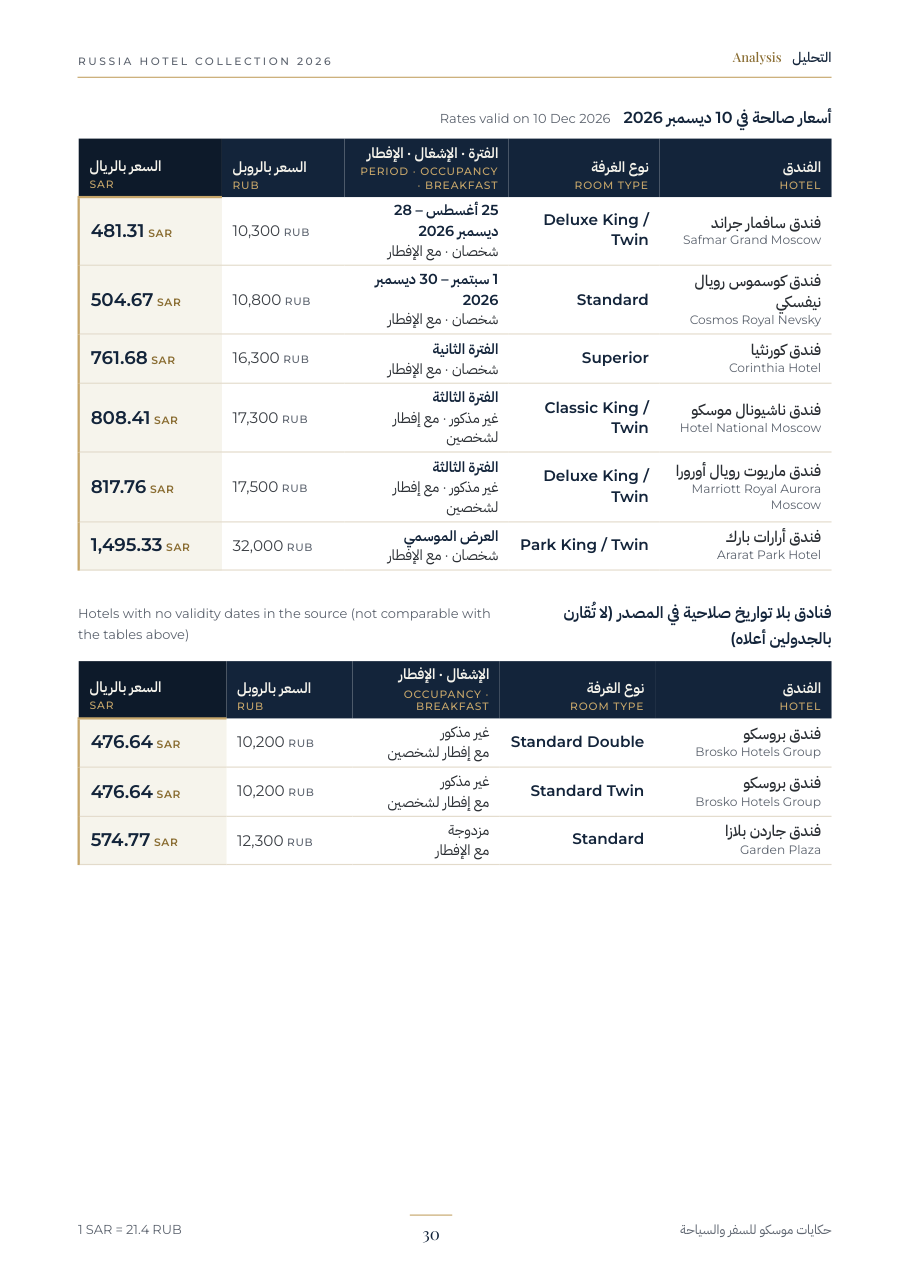 RUSSIA HOTEL COLLECTION 2026
التحليل Analysis
أسعار صالحة في 10 ديسمبر 2026 Rates valid on 10 Dec 2026
الفندق
HOTEL
نوع الغرفة
ROOM TYPE
الفترة · الإشغال · الإفطار
PERIOD · OCCUPANCY
· BREAKFAST
السعر بالروبل
RUB
السعر بالريال
SAR
فندق سافمار جراند
Safmar Grand Moscow
Deluxe King /
Twin
25 أغسطس – 28
ديسمبر 2026
شخصان · مع الإفطار
10,300 RUB
481.31 SAR
فندق كوسموس رويال
نيفسكي
Cosmos Royal Nevsky
Standard
1 سبتمبر – 30 ديسمبر
2026
شخصان · مع الإفطار
10,800 RUB
504.67 SAR
فندق كورنثيا
Corinthia Hotel
Superior
الفترة الثانية
شخصان · مع الإفطار
16,300 RUB
761.68 SAR
فندق ناشيونال موسكو
Hotel National Moscow
Classic King /
Twin
الفترة الثالثة
غير مذكور · مع إفطار
لشخصين
17,300 RUB
808.41 SAR
فندق ماريوت رويال أورورا
Marriott Royal Aurora
Moscow
Deluxe King /
Twin
الفترة الثالثة
غير مذكور · مع إفطار
لشخصين
17,500 RUB
817.76 SAR
فندق أرارات بارك
Ararat Park Hotel
Park King / Twin
العرض الموسمي
شخصان · مع الإفطار
32,000 RUB
1,495.33 SAR
فنادق بلا تواريخ صلاحية في المصدر (لا تُقارن
بالجدولين أعلاه)
Hotels with no validity dates in the source (not comparable with
the tables above)
الفندق
HOTEL
نوع الغرفة
ROOM TYPE
الإشغال · الإفطار
OCCUPANCY ·
BREAKFAST
السعر بالروبل
RUB
السعر بالريال
SAR
فندق بروسكو
Brosko Hotels Group
Standard Double
غير مذكور
مع إفطار لشخصين
10,200 RUB
476.64 SAR
فندق بروسكو
Brosko Hotels Group
Standard Twin
غير مذكور
مع إفطار لشخصين
10,200 RUB
476.64 SAR
فندق جاردن بلازا
Garden Plaza
Standard
مزدوجة
مع الإفطار
12,300 RUB
574.77 SAR
1 SAR = 21.4 RUB
30
حكايات موسكو للسفر والسياحة